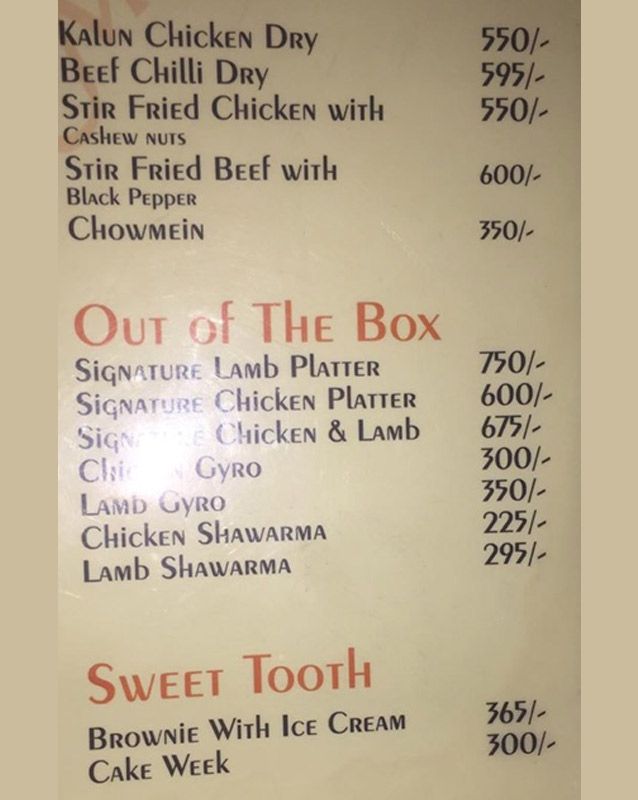 Kalun Chicken Dry 550/-
Beef Chilli Dry 595/-
Stir Fried Chicken with 550/-
Cashew nuts
Stir Fried Beef with 600/-
Black Pepper
Chowmein 350/-
Out of The Box
Signature Lamb Platter 750/-
Signature Chicken Platter 600/-
Signature Chicken & Lamb 675/-
Chicken Gyro 300/-
Lamb Gyro 350/-
Chicken Shawarma 225/-
Lamb Shawarma 295/-
Sweet Tooth
Brownie With Ice Cream 365/-
Cake Week 300/-